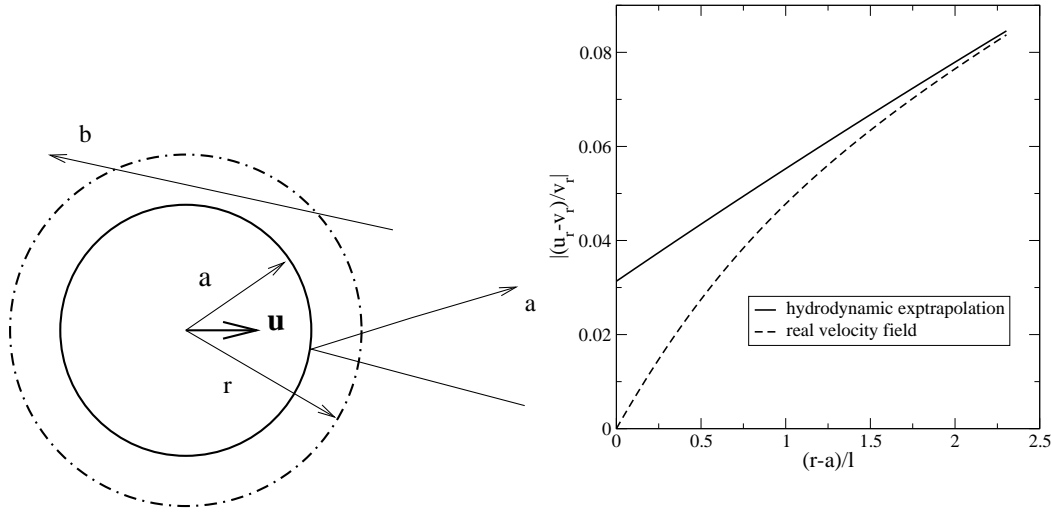 b
a
u
a
r
|(u_r-v_r)/v_r|
0.08
0.06
0.04
0.02
0
hydrodynamic exptrapolation
real velocity field
0 0.5 1 1.5 2 2.5
(r-a)/l